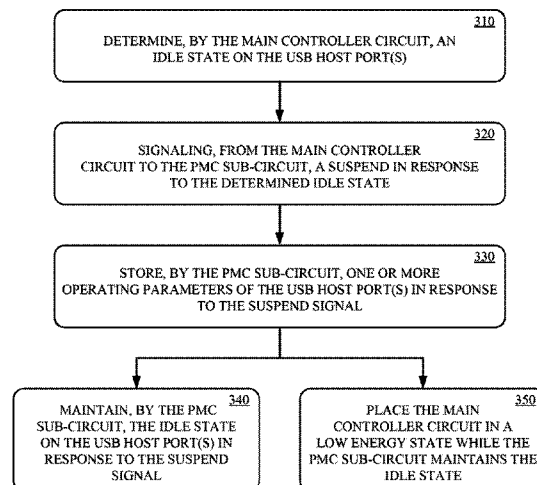 310
DETERMINE, BY THE MAIN CONTROLLER CIRCUIT, AN
IDLE STATE ON THE USB HOST PORT(S)
320
SIGNALING, FROM THE MAIN CONTROLLER
CIRCUIT TO THE PMC SUB-CIRCUIT, A SUSPEND IN RESPONSE
TO THE DETERMINED IDLE STATE
330
STORE, BY THE PMC SUB-CIRCUIT, ONE OR MORE
OPERATING PARAMETERS OF THE USB HOST PORT(S) IN RESPONSE
TO THE SUSPEND SIGNAL
340
MAINTAIN, BY THE PMC
SUB-CIRCUIT, THE IDLE STATE
ON THE USB HOST PORT(S) IN
RESPONSE TO THE SUSPEND
SIGNAL
350
PLACE THE MAIN
CONTROLLER CIRCUIT IN A
LOW ENERGY STATE WHILE THE
PMC SUB-CIRCUIT MAINTAINS THE
IDLE STATE